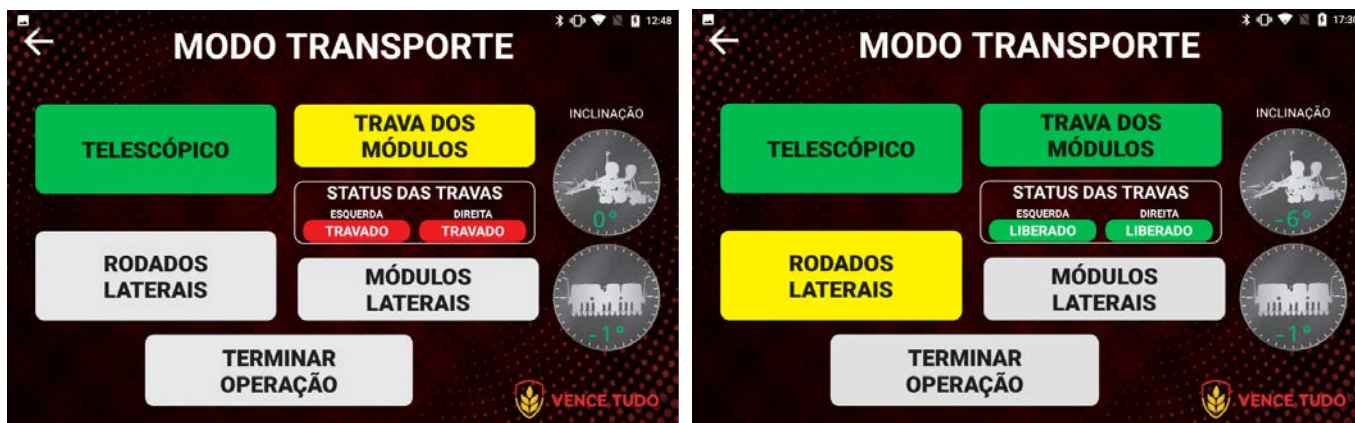 12:48
MODO TRANSPORTE
TELESCÓPICO
TRAVA DOS
MÓDULOS
INCLINAÇÃO
STATUS DAS TRAVAS
ESQUERDA DIREITA
TRAVADO TRAVADO
0°
RODADOS
LATERAIS
MÓDULOS
LATERAIS
-1°
TERMINAR
OPERAÇÃO
VENCE TUDO
17:30
MODO TRANSPORTE
TELESCÓPICO
TRAVA DOS
MÓDULOS
INCLINAÇÃO
STATUS DAS TRAVAS
ESQUERDA DIREITA
LIBERADO LIBERADO
-6°
RODADOS
LATERAIS
MÓDULOS
LATERAIS
-1°
TERMINAR
OPERAÇÃO
VENCE TUDO